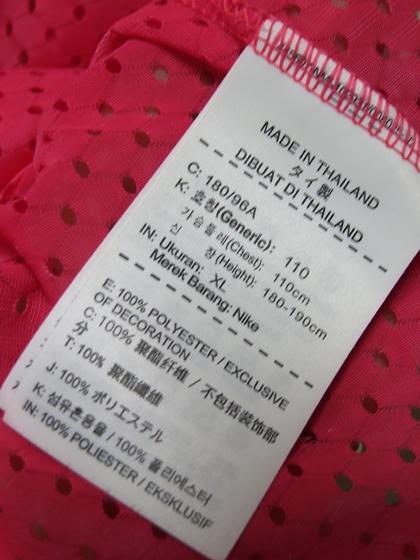 MADE IN THAILAND
タイ製
DIBUAT DI THAILAND
C: 180/96A
K: 호칭(Generic): 110
가슴둘레(Chest): 110cm
신 장(Height): 180-190cm
IN: Ukuran: XL
Merek Barang: Nike
E: 100% POLYESTER / EXCLUSIVE
OF DECORATION
C: 100% 聚酯纤维 / 不包括装饰部
分
T: 100% 聚酯纖維
J: 100% ポリエステル
K: 섬유혼용율 / 100% 폴리에스터
IN: 100% POLIESTER / EKSKLUSIF